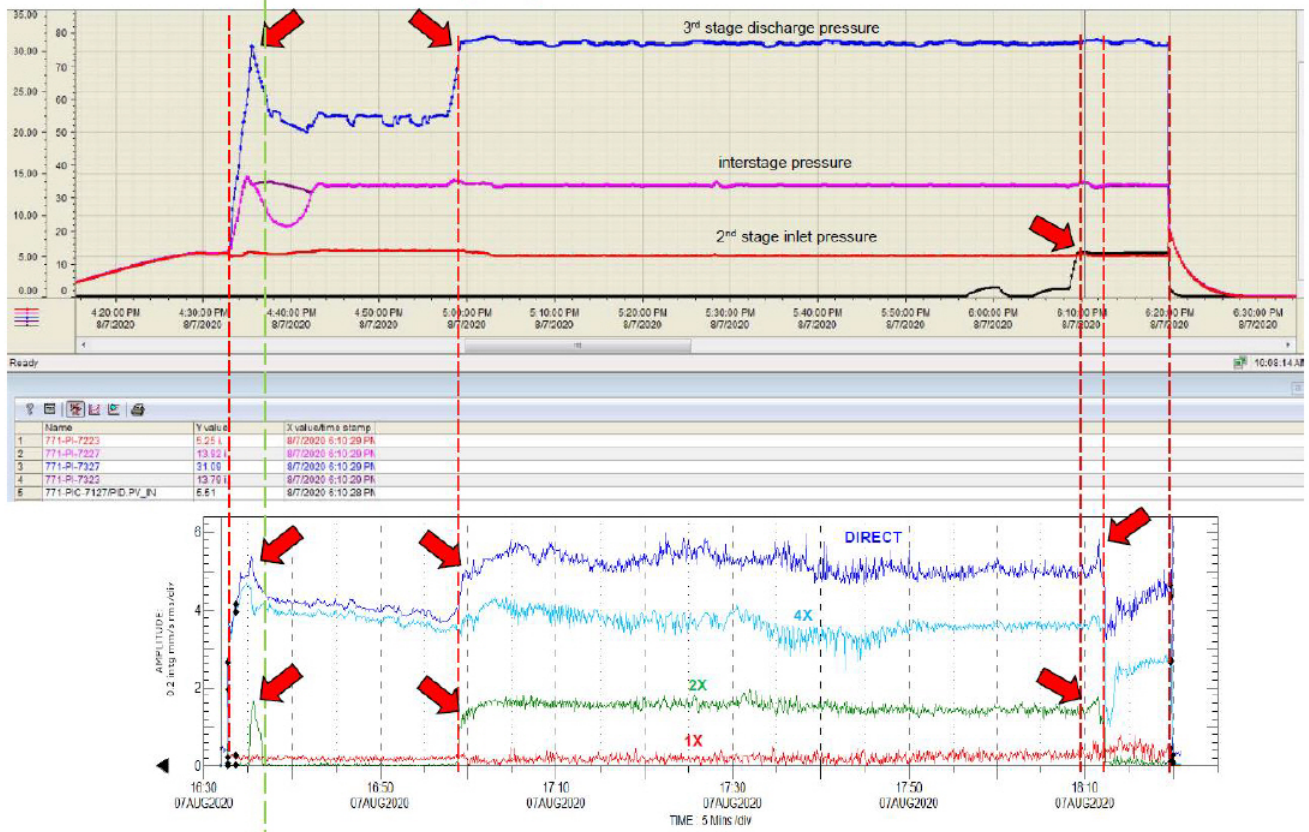 35.00
80
3rd stage discharge pressure
30.00
70
25.00
60
20.00
50
40
15.00
interstage pressure
30
10.00
20
2nd stage inlet pressure
5.00
10
0.00
0
4:20:00 PM 4:30:00 PM 4:40:00 PM 4:50:00 PM 5:00:00 PM 5:10:00 PM 5:20:00 PM 5:30:00 PM 5:40:00 PM 5:50:00 PM 6:00:00 PM 6:10:00 PM 6:20:00 PM 6:30:00 PM
8/7/2020 8/7/2020 8/7/2020 8/7/2020 8/7/2020 8/7/2020 8/7/2020 8/7/2020 8/7/2020 8/7/2020 8/7/2020 8/7/2020 8/7/2020 8/7/2020
Ready 10:08:14 AM
Name Y value X value/time stamp
1 771-PI-7223 5.25 8/7/2020 6:10:29 PM
2 771-PI-7227 13.92 8/7/2020 6:10:29 PM
3 771-PI-7327 31.09 8/7/2020 6:10:29 PM
4 771-PI-7323 13.79 8/7/2020 6:10:29 PM
5 771-PIC-7127/PID.PV_IN 5.51 8/7/2020 6:10:28 PM
6
DIRECT
AMPLITUDE
0.2 intg mm/s rms/div
4
4X
2
2X
1X
0
16:30 16:50 17:10 17:30 17:50 18:10
07AUG2020 07AUG2020 07AUG2020 07AUG2020 07AUG2020 07AUG2020
TIME : 5 Mins /div